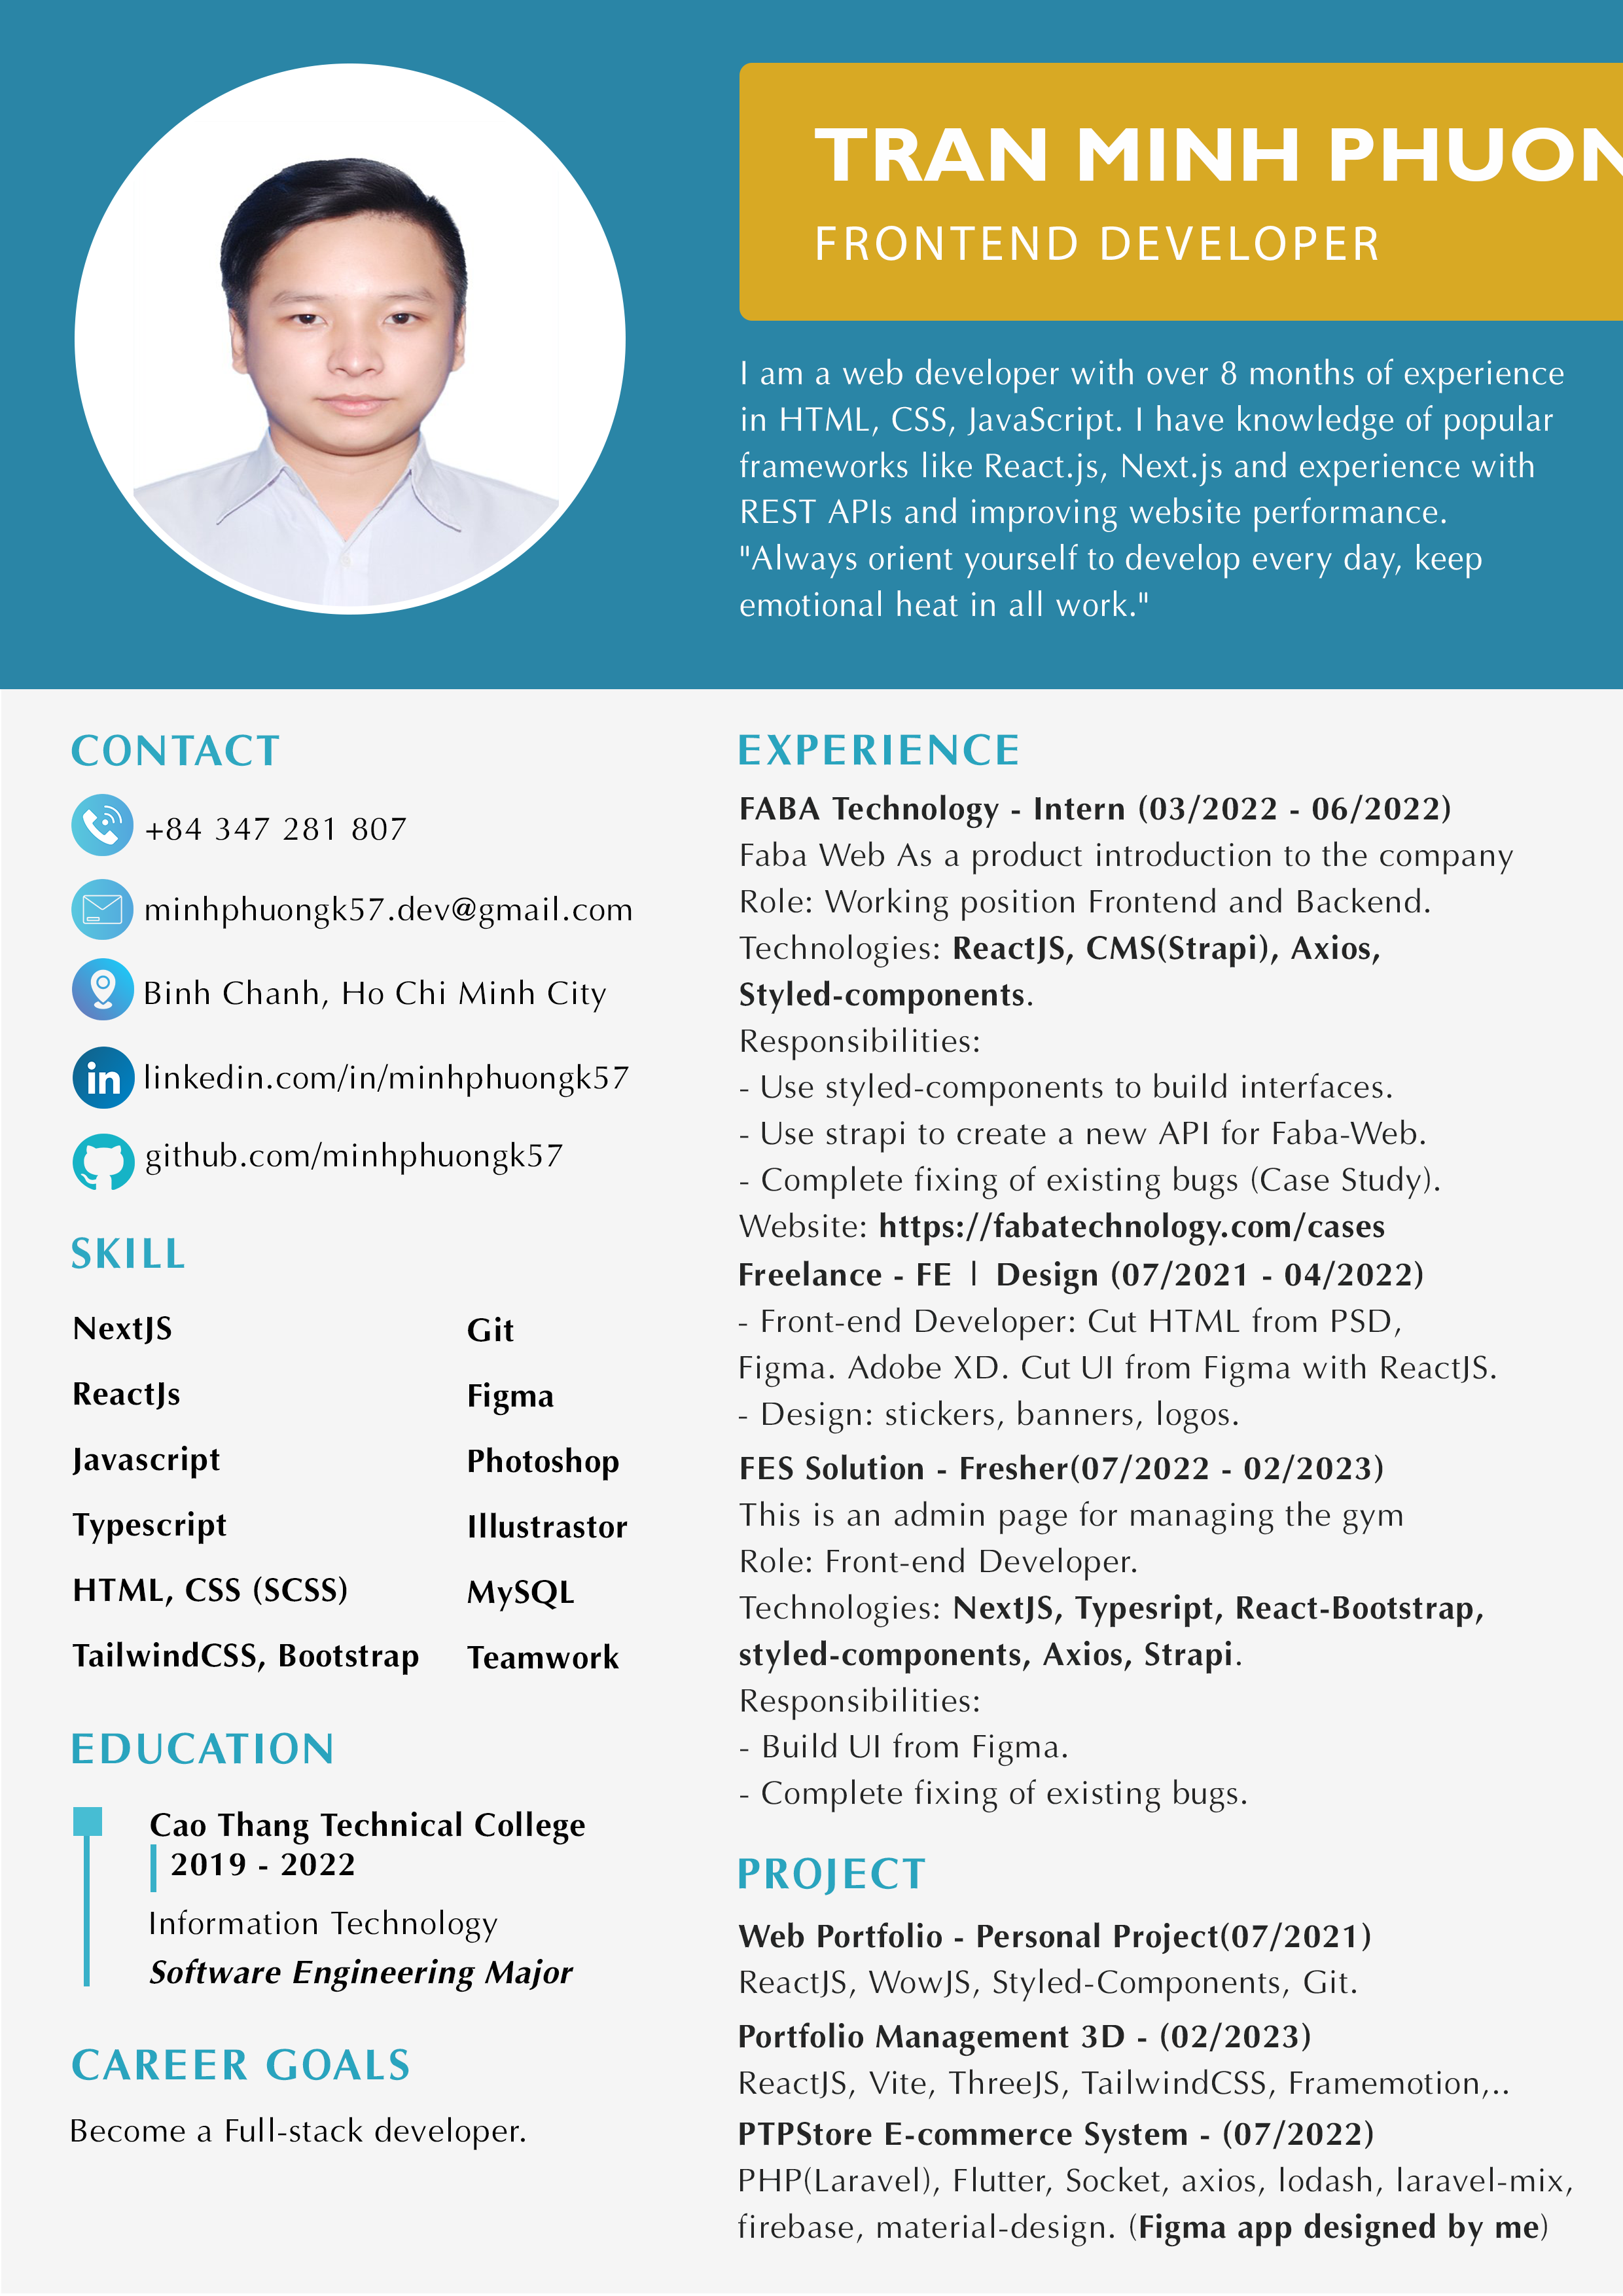 TRAN MINH PHUON
FRONTEND DEVELOPER
I am a web developer with over 8 months of experience
in HTML, CSS, JavaScript. I have knowledge of popular
frameworks like React.js, Next.js and experience with
REST APIs and improving website performance.
"Always orient yourself to develop every day, keep
emotional heat in all work."
CONTACT
+84 347 281 807
minhphuongk57.dev@gmail.com
Binh Chanh, Ho Chi Minh City
in linkedin.com/in/minhphuongk57
github.com/minhphuongk57
SKILL
NextJS
ReactJs
Javascript
Typescript
HTML, CSS (SCSS)
TailwindCSS, Bootstrap
Git
Figma
Photoshop
Illustrastor
MySQL
Teamwork
EDUCATION
Cao Thang Technical College
2019 - 2022
Information Technology
Software Engineering Major
CAREER GOALS
Become a Full-stack developer.
EXPERIENCE
FABA Technology - Intern (03/2022 - 06/2022)
Faba Web As a product introduction to the company
Role: Working position Frontend and Backend.
Technologies: ReactJS, CMS(Strapi), Axios,
Styled-components.
Responsibilities:
- Use styled-components to build interfaces.
- Use strapi to create a new API for Faba-Web.
- Complete fixing of existing bugs (Case Study).
Website: https://fabatechnology.com/cases
Freelance - FE | Design (07/2021 - 04/2022)
- Front-end Developer: Cut HTML from PSD,
Figma. Adobe XD. Cut UI from Figma with ReactJS.
- Design: stickers, banners, logos.
FES Solution - Fresher(07/2022 - 02/2023)
This is an admin page for managing the gym
Role: Front-end Developer.
Technologies: NextJS, Typesript, React-Bootstrap,
styled-components, Axios, Strapi.
Responsibilities:
- Build UI from Figma.
- Complete fixing of existing bugs.
PROJECT
Web Portfolio - Personal Project(07/2021)
ReactJS, WowJS, Styled-Components, Git.
Portfolio Management 3D - (02/2023)
ReactJS, Vite, ThreeJS, TailwindCSS, Framemotion,..
PTPStore E-commerce System - (07/2022)
PHP(Laravel), Flutter, Socket, axios, lodash, laravel-mix,
firebase, material-design. (Figma app designed by me)